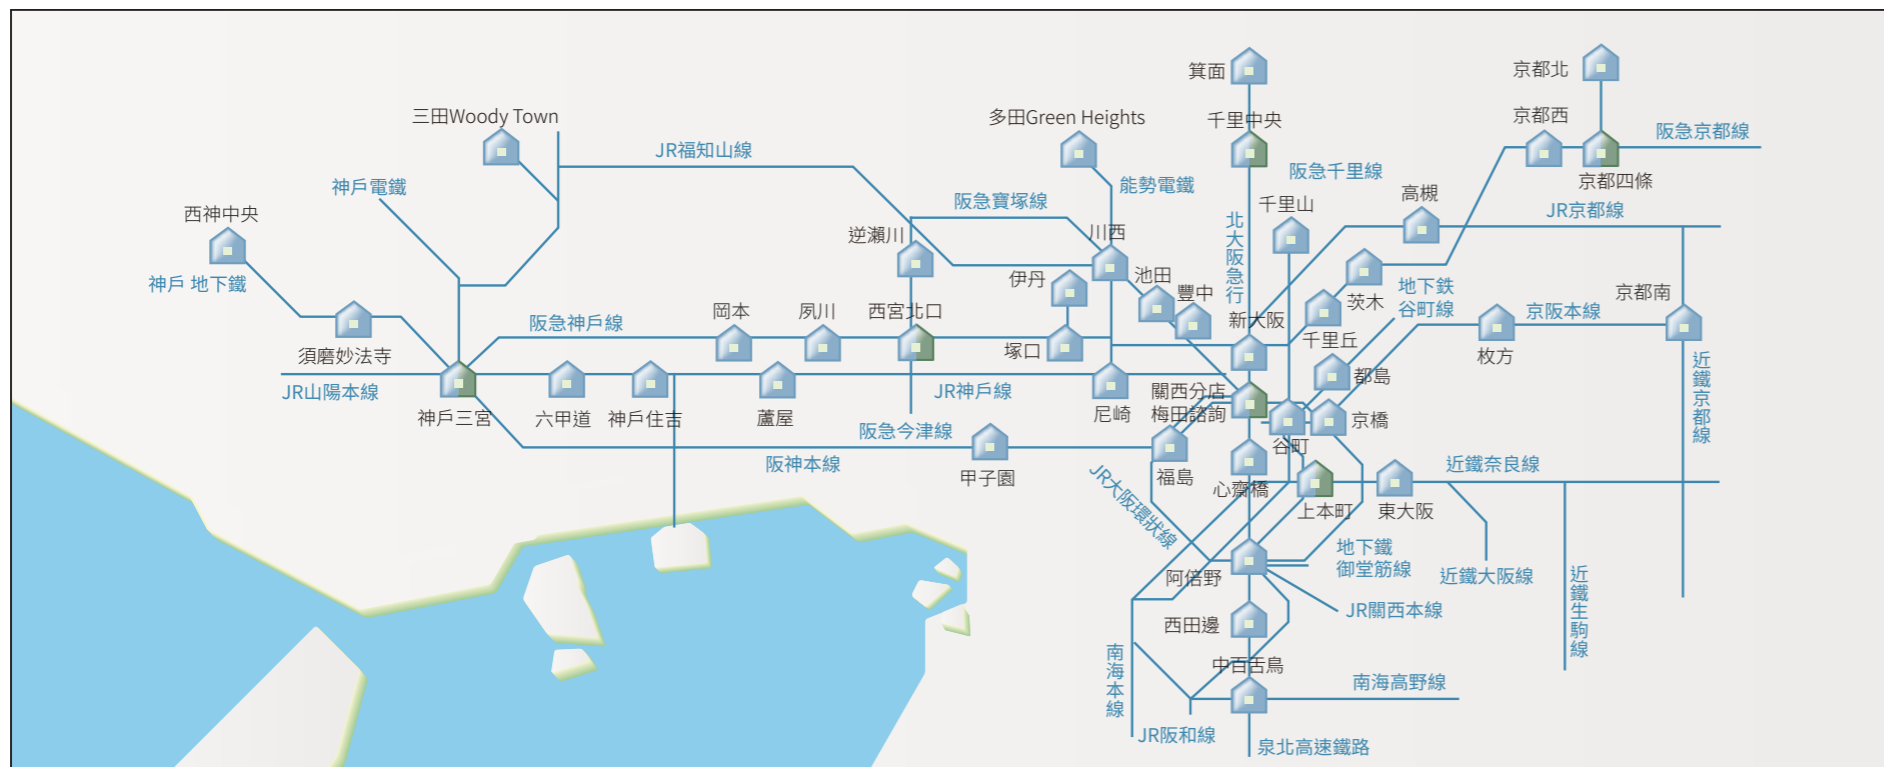 箕面
京都北
三田Woody Town
多田Green Heights
千里中央
京都西
阪急京都線
JR福知山線
阪急千里線
京都四條
神戶電鐵
能勢電鐵
高槻
西神中央
阪急寶塚線
千里山
JR京都線
逆瀬川
川西
北大阪急行
神戶 地下鐵
伊丹
池田
豐中
茨木
地下鉄
谷町線
京都南
岡本
夙川
西宮北口
阪急神戶線
新大阪
京阪本線
須磨妙法寺
塚口
千里丘
枚方
都島
近鐵京都線
JR山陽本線
JR神戶線
關西分店
梅田諮詢
神戶三宮
六甲道
神戶住吉
蘆屋
尼崎
京橋
阪急今津線
谷町
阪神本線
甲子園
福島
近鐵奈良線
JR大阪環狀線
心齋橋
上本町
東大阪
地下鐵
御堂筋線
阿倍野
近鐵大阪線
近鐵生駒線
JR關西本線
西田邊
南海本線
中百舌鳥
南海高野線
JR阪和線
泉北高速鐵路